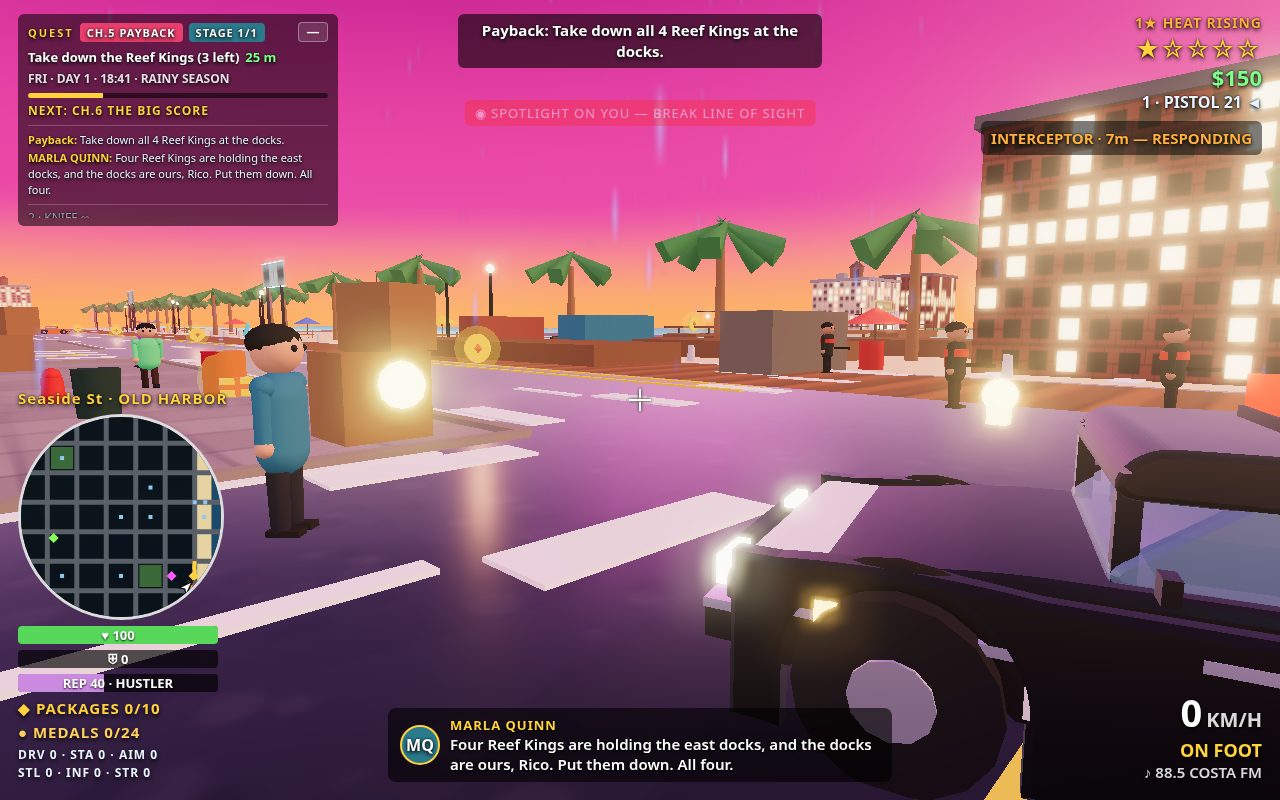 QUEST CH.5 PAYBACK STAGE 1/1 —
Take down the Reef Kings (3 left) 25 m
FRI · DAY 1 · 18:41 · RAINY SEASON
NEXT: CH.6 THE BIG SCORE
Payback: Take down all 4 Reef Kings at the docks.
MARLA QUINN: Four Reef Kings are holding the east
docks, and the docks are ours, Rico. Put them down. All
four.
2 · KNIFE ∞
Payback: Take down all 4 Reef Kings at the
docks.
◉ SPOTLIGHT ON YOU — BREAK LINE OF SIGHT
1★ HEAT RISING
★☆☆☆☆
$150
1 · PISTOL 21 ◄
INTERCEPTOR · 7m — RESPONDING
Seaside St · OLD HARBOR
♥ 100
⛨ 0
REP 40 · HUSTLER
◆ PACKAGES 0/10
● MEDALS 0/24
DRV 0 · STA 0 · AIM 0
STL 0 · INF 0 · STR 0
MQ
MARLA QUINN
Four Reef Kings are holding the east docks, and the docks
are ours, Rico. Put them down. All four.
0 KM/H
ON FOOT
♪ 88.5 COSTA FM